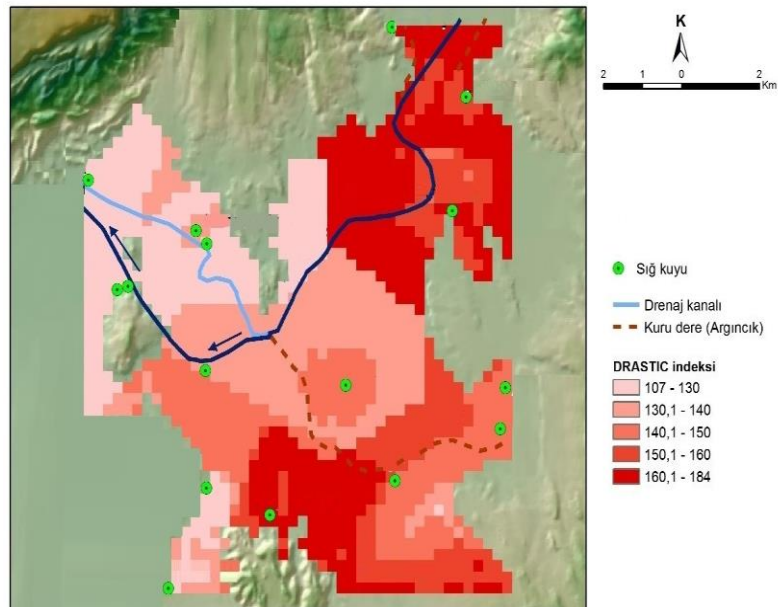 K
2 1 0 2
Km
Sığ kuyu
Drenaj kanalı
Kuru dere (Argıncık)
DRASTIC indeksi
107 - 130
130,1 - 140
140,1 - 150
150,1 - 160
160,1 - 184